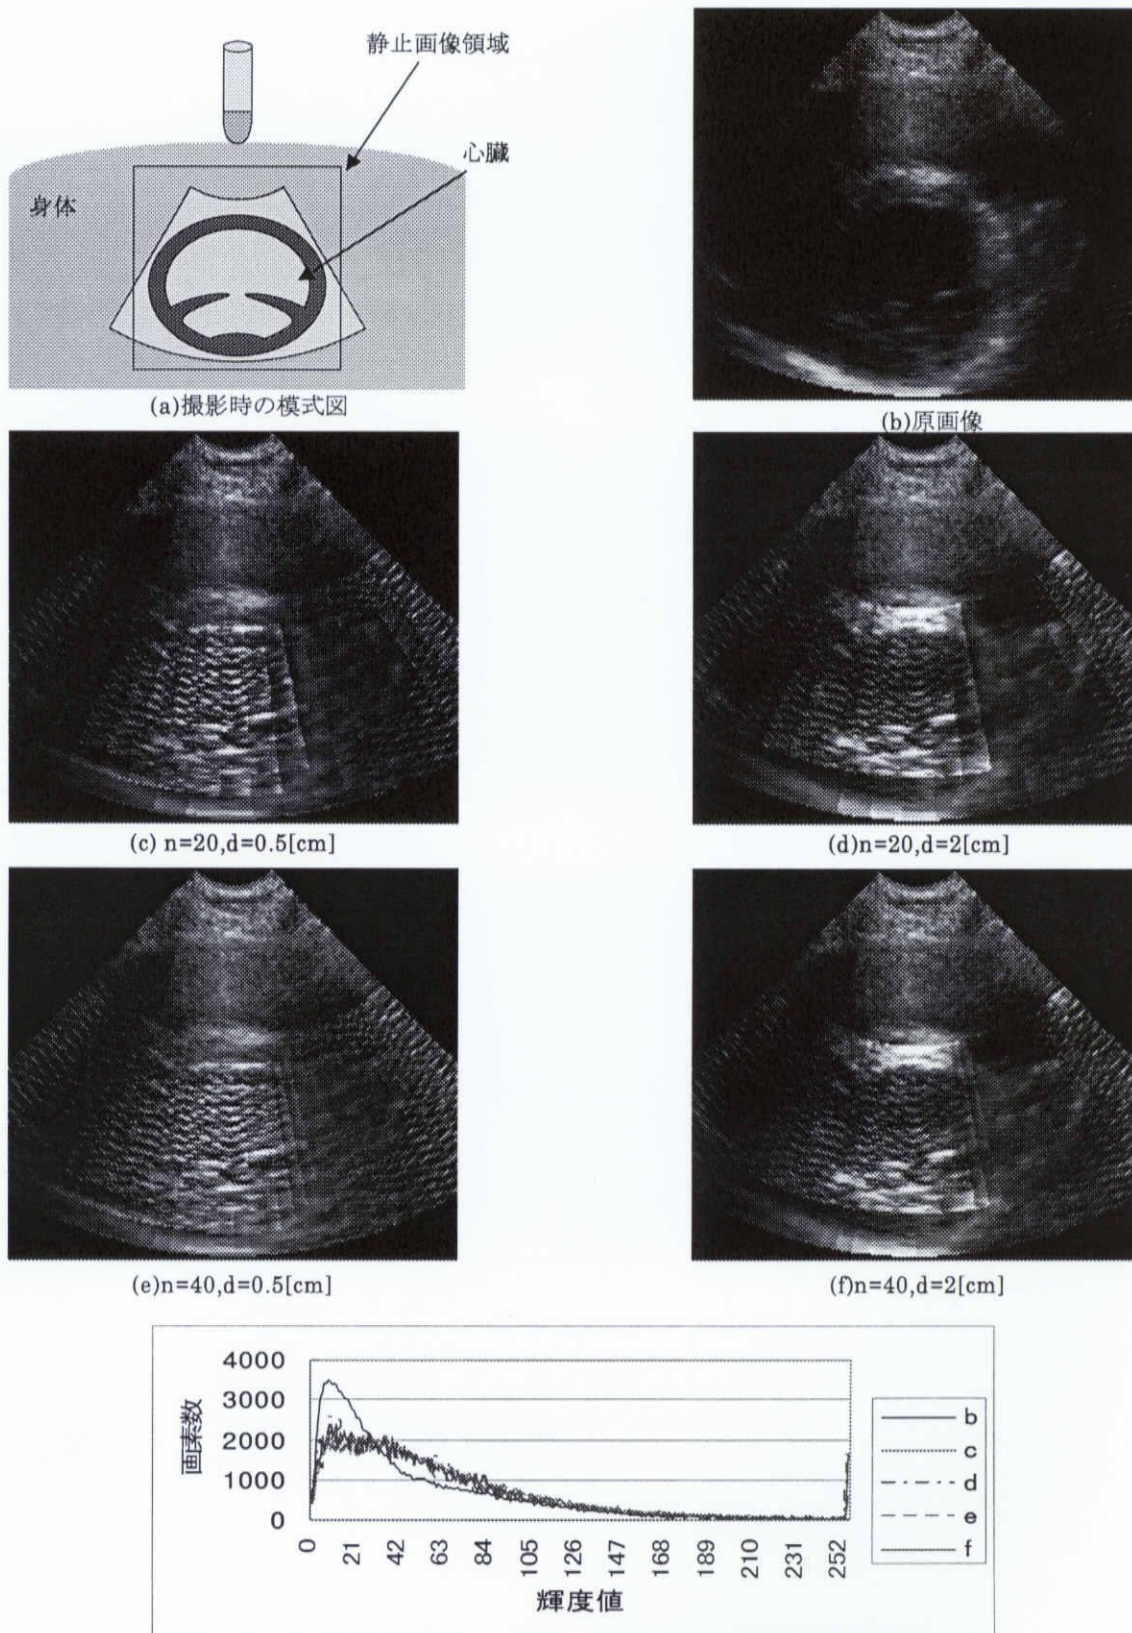 静止画像領域
心臓
身体
(a)撮影時の模式図
(b)原画像
(c) n=20,d=0.5[cm]
(d)n=20,d=2[cm]
(e)n=40,d=0.5[cm]
(f)n=40,d=2[cm]
4000
3000
2000
1000
0
画素数
0 21 42 63 84 105 126 147 168 189 210 231 252
輝度値
b
c
d
e
f